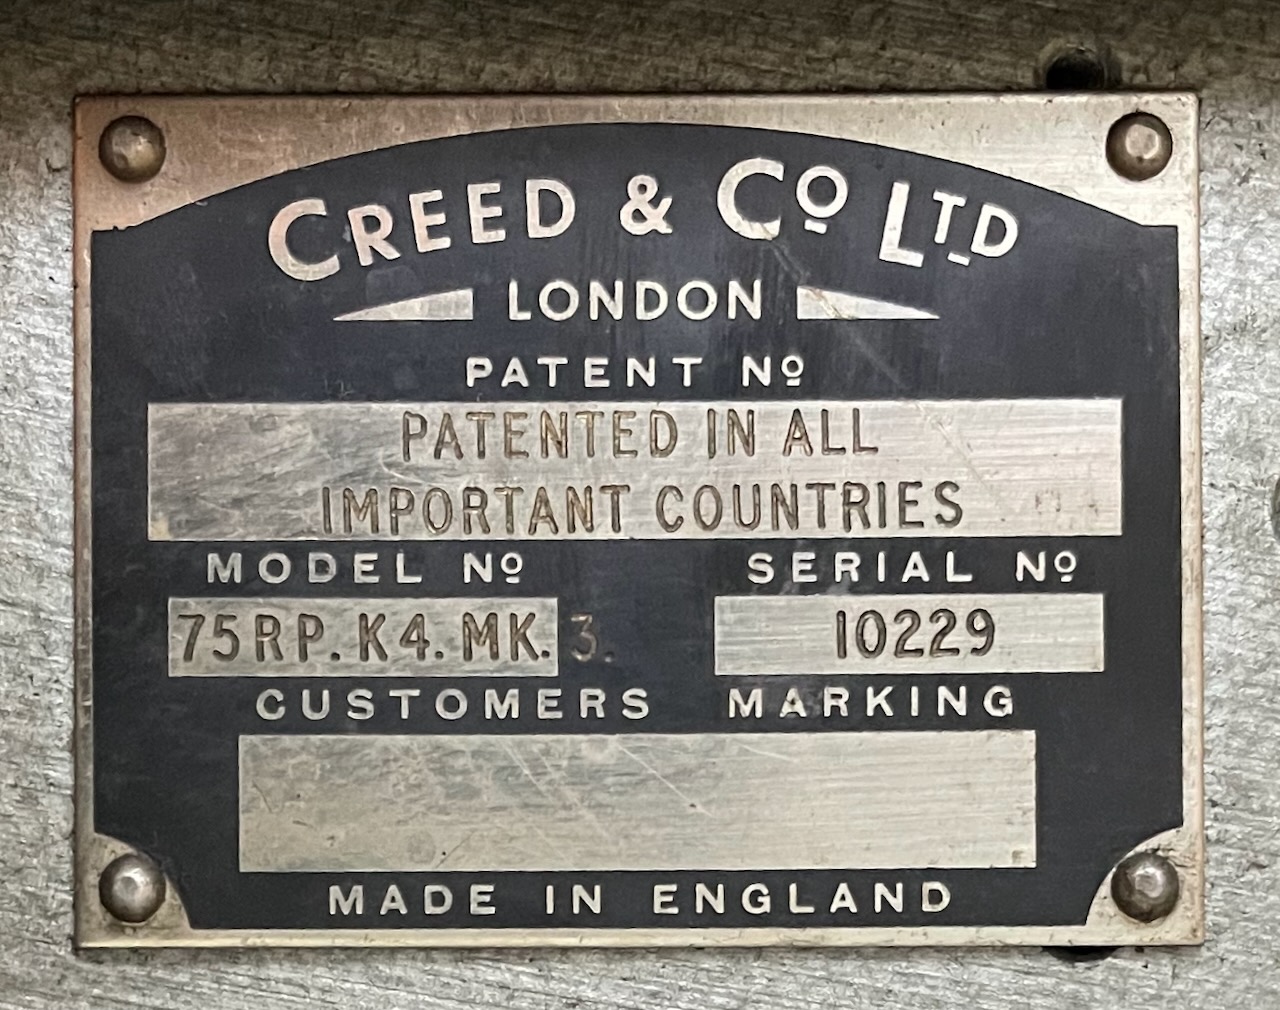 CREED & Cº LTD
LONDON
PATENT Nº
PATENTED IN ALL
IMPORTANT COUNTRIES
MODEL Nº SERIAL Nº
75RP.K4.MK.3. 10229
CUSTOMERS MARKING
MADE IN ENGLAND